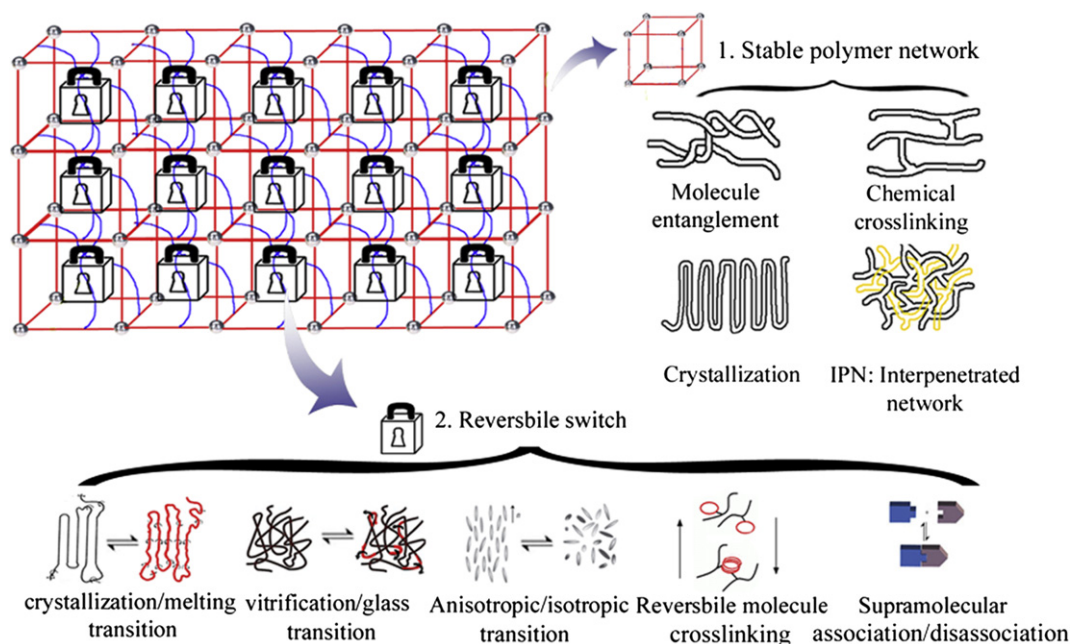 1. Stable polymer network
Molecule
entanglement
Chemical
crosslinking
Crystallization
IPN: Interpenetrated
network
2. Reversbile switch
crystallization/melting
transition
vitrification/glass
transition
Anisotropic/isotropic
transition
Reversbile molecule
crosslinking
Supramolecular
association/disassociation